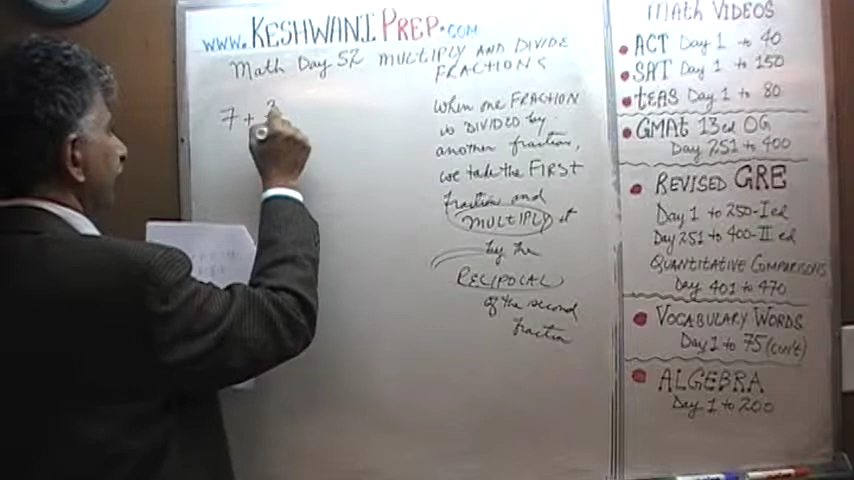 www.KESHWANI PREP.COM
Math Day 52 MULTIPLY AND DIVIDE
FRACTIONS
7 + 3
When one FRACTION
is DIVIDED by
another fraction,
we take the FIRST
fraction and
MULTIPLY it
by the
RECIPOCAL
of the second
fraction
Math VIDEOS
ACT Day 1 to 40
SAT Day 1 to 150
tEAS Day 1 to 80
GMAt 13ed OG
Day 251 to 400
REVISED GRE
Day 1 to 250-I ed
Day 251 to 400-II ed
QUANTITATIVE COMPARISONS
Day 401 to 470
VOCABULARY WORDS
Day 1 to 75 (con't)
ALGEBRA
Day 1 to 200